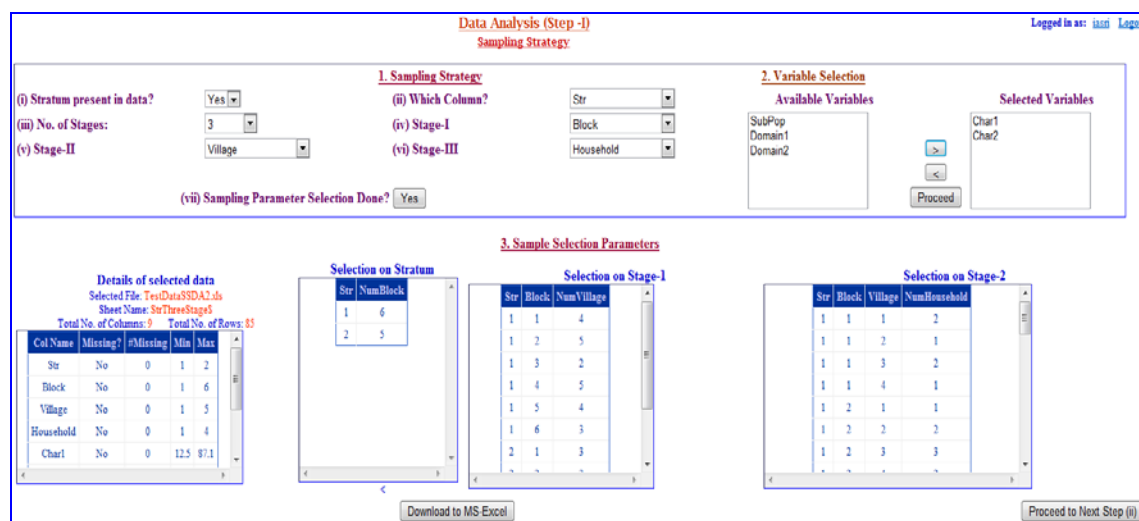 Data Analysis (Step -I)
Logged in as: iasri Logo
Sampling Strategy
1. Sampling Strategy
2. Variable Selection
(i) Stratum present in data? Yes
(ii) Which Column? Str
Available Variables
Selected Variables
(iii) No. of Stages: 3
(iv) Stage-I Block
(v) Stage-II Village
(vi) Stage-III Household
SubPop
Domain1
Domain2
>
<
Proceed
Char1
Char2
(vii) Sampling Parameter Selection Done? Yes
3. Sample Selection Parameters
Details of selected data
Selected File: TestDataSSDA2.xls
Sheet Name: StrThreeStage$
Total No. of Columns: 9 Total No. of Rows: 85
Col Name Missing? #Missing Min Max
Str No 0 1 2
Block No 0 1 6
Village No 0 1 5
Household No 0 1 4
Char1 No 0 12.5 87.1
Selection on Stratum
Str NumBlock
1 6
2 5
<
Selection on Stage-1
Str Block NumVillage
1 1 4
1 2 5
1 3 2
1 4 5
1 5 4
1 6 3
2 1 3
Selection on Stage-2
Str Block Village NumHousehold
1 1 1 2
1 1 2 1
1 1 3 2
1 1 4 1
1 2 1 1
1 2 2 2
1 2 3 3
Download to MS-Excel
Proceed to Next Step (ii)